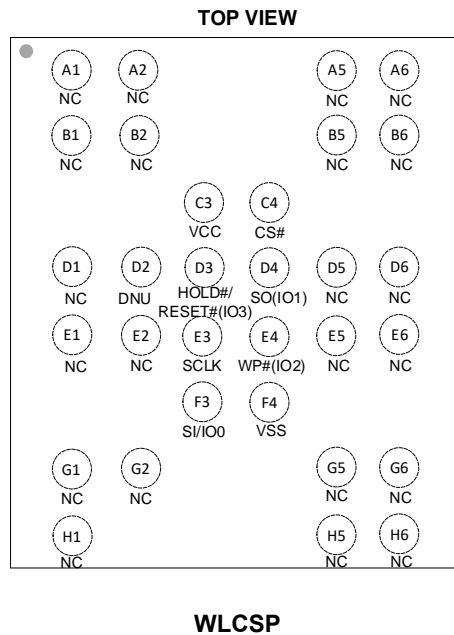 TOP VIEW
A1 A2 A5 A6
NC NC NC NC
B1 B2 B5 B6
NC NC NC NC
C3 C4
VCC CS#
D1 D2 D3 D4 D5 D6
NC DNU HOLD#/ SO(IO1) NC NC
RESET#(IO3)
E1 E2 E3 E4 E5 E6
NC NC SCLK WP#(IO2) NC NC
F3 F4
SI/IO0 VSS
G1 G2 G5 G6
NC NC NC NC
H1 H5 H6
NC NC NC
WLCSP